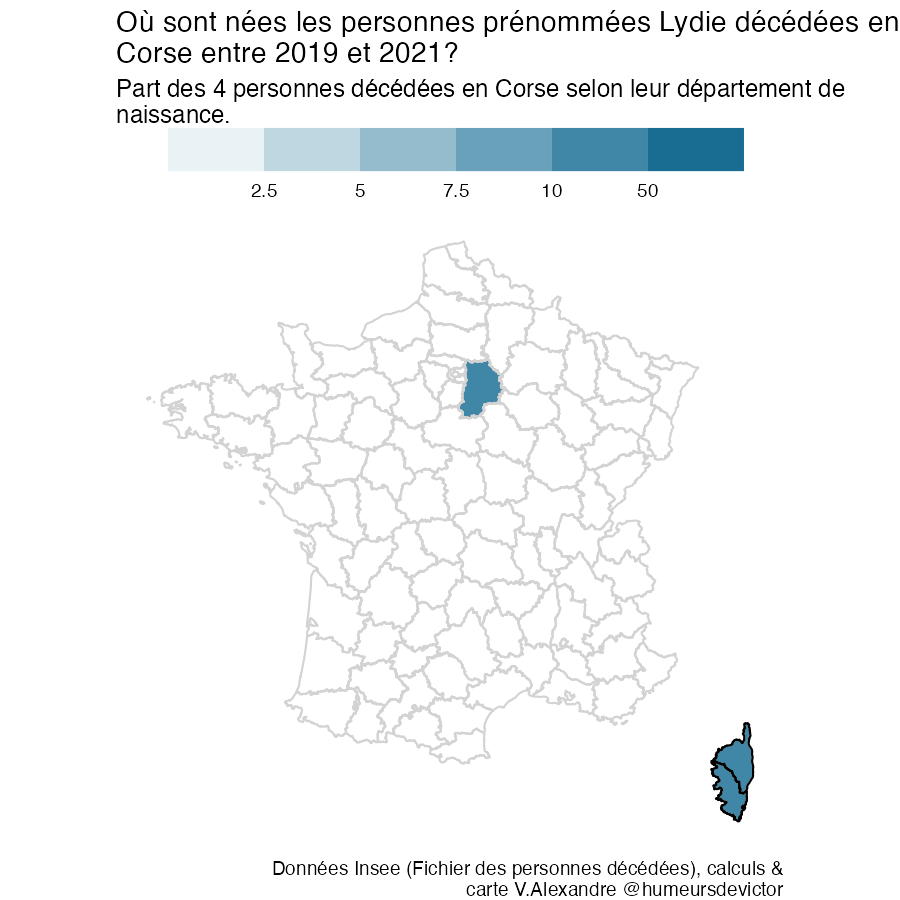 Où sont nées les personnes prénommées Lydie décédées en
Corse entre 2019 et 2021?
Part des 4 personnes décédées en Corse selon leur département de
naissance.
2.5 5 7.5 10 50
Données Insee (Fichier des personnes décédées), calculs &
carte V.Alexandre @humeursdevictor